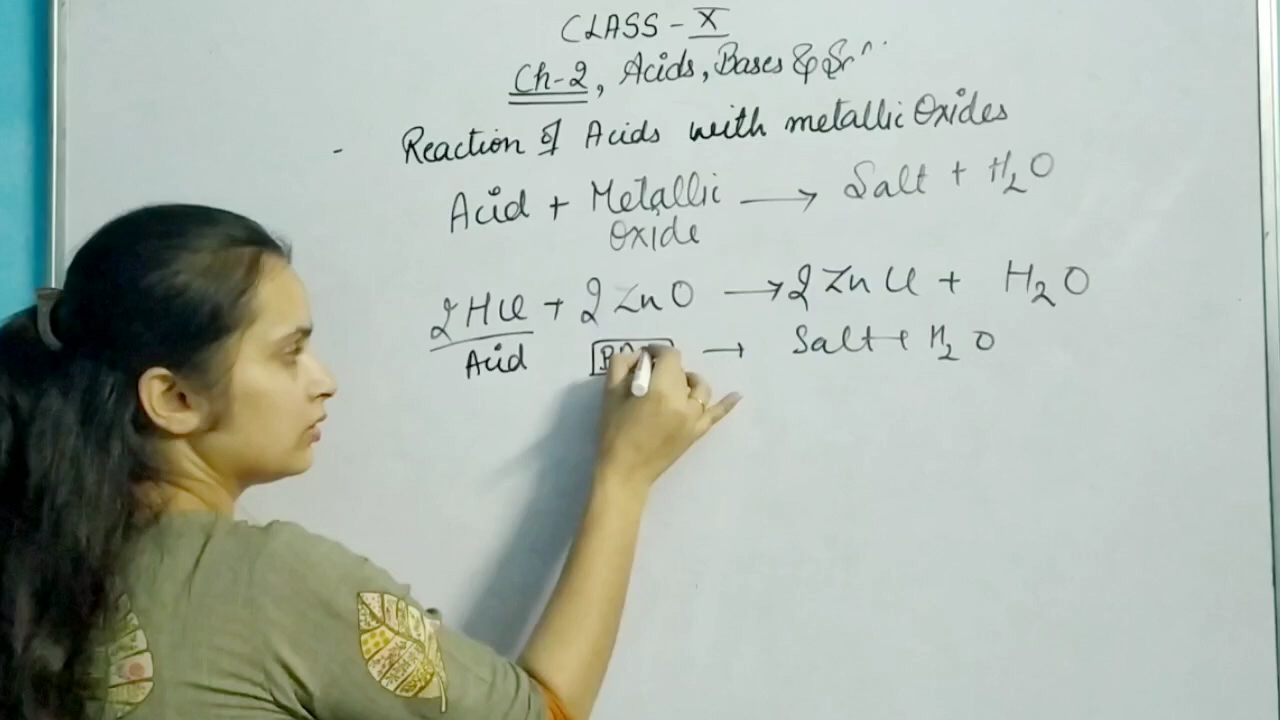 CLASS - X
Ch-2, Acids, Bases &
- Reaction of Acids with metallic Oxides
Acid + Metallic Oxide → Salt + H2O
2HCl + 2ZnO → 2ZnCl + H2O
Acid → Salt + H2O